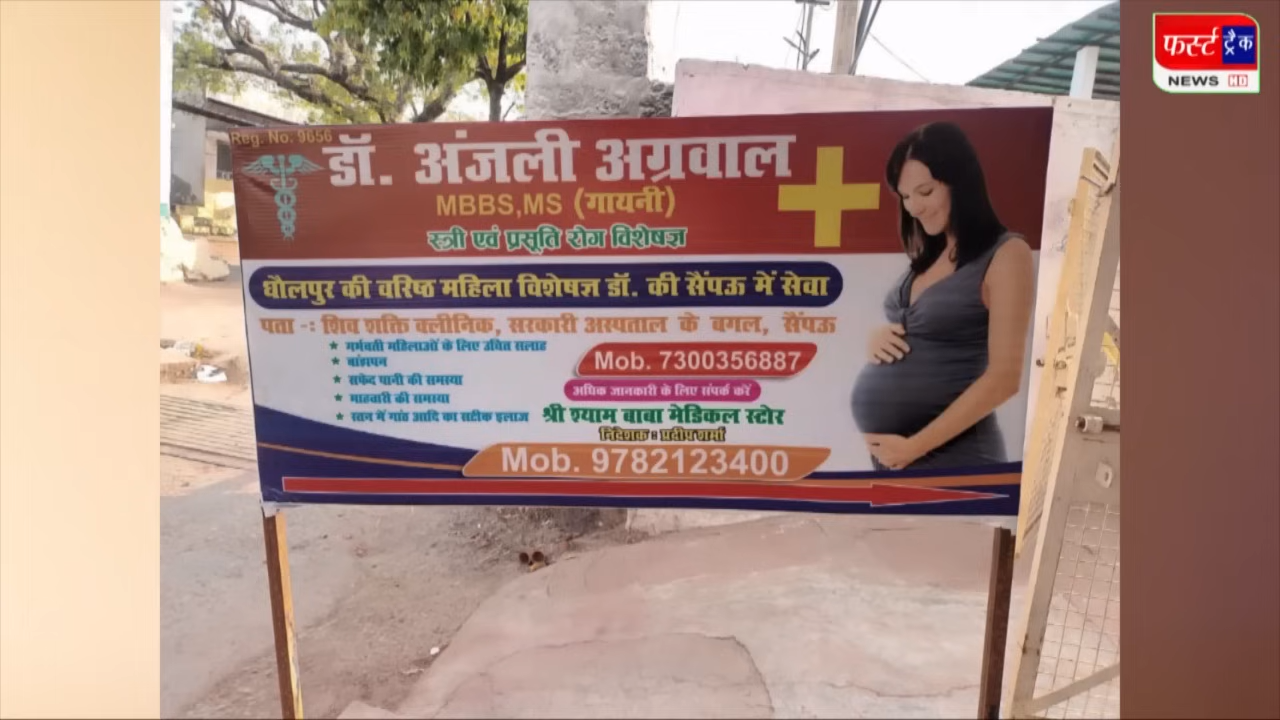 फर्स्ट ट्रैक
NEWS HD
Reg. No. 9656
डॉ. अंजली अग्रवाल
MBBS,MS (गायनी)
स्त्री एवं प्रसूति रोग विशेषज्ञ
धौलपुर की वरिष्ठ महिला विशेषज्ञ डॉ. की सैंपऊ में सेवा
पता -: शिव शक्ति क्लीनिक, सरकारी अस्पताल के बगल, सैंपऊ
★ गर्भवती महिलाओं के लिए उचित सलाह
★ बांझपन
★ सफेद पानी की समस्या
★ माहवारी की समस्या
★ स्तन में गांठ आदि का सटीक इलाज
Mob. 7300356887
अधिक जानकारी के लिए संपर्क करें
श्री श्याम बाबा मेडिकल स्टोर
निदेशक : प्रदीप शर्मा
Mob. 9782123400